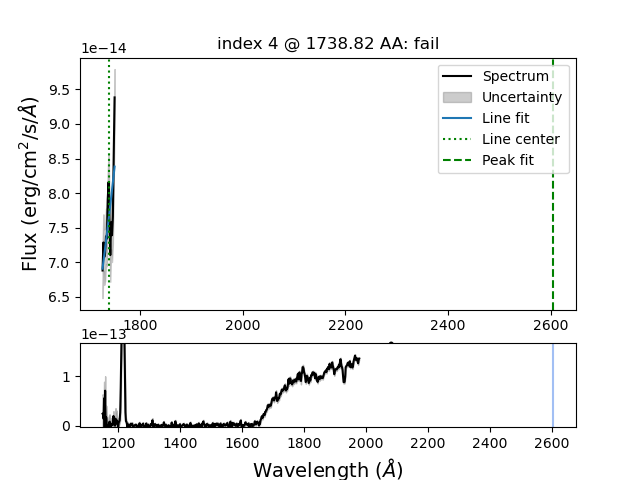 index 4 @ 1738.82 AA: fail
1e−14
Flux (erg/cm²/s/Å)
9.5
9.0
8.5
8.0
7.5
7.0
6.5
Spectrum
Uncertainty
Line fit
Line center
Peak fit
1800 2000 2200 2400 2600
1e−13
1
0
1200 1400 1600 1800 2000 2200 2400 2600
Wavelength (Å)